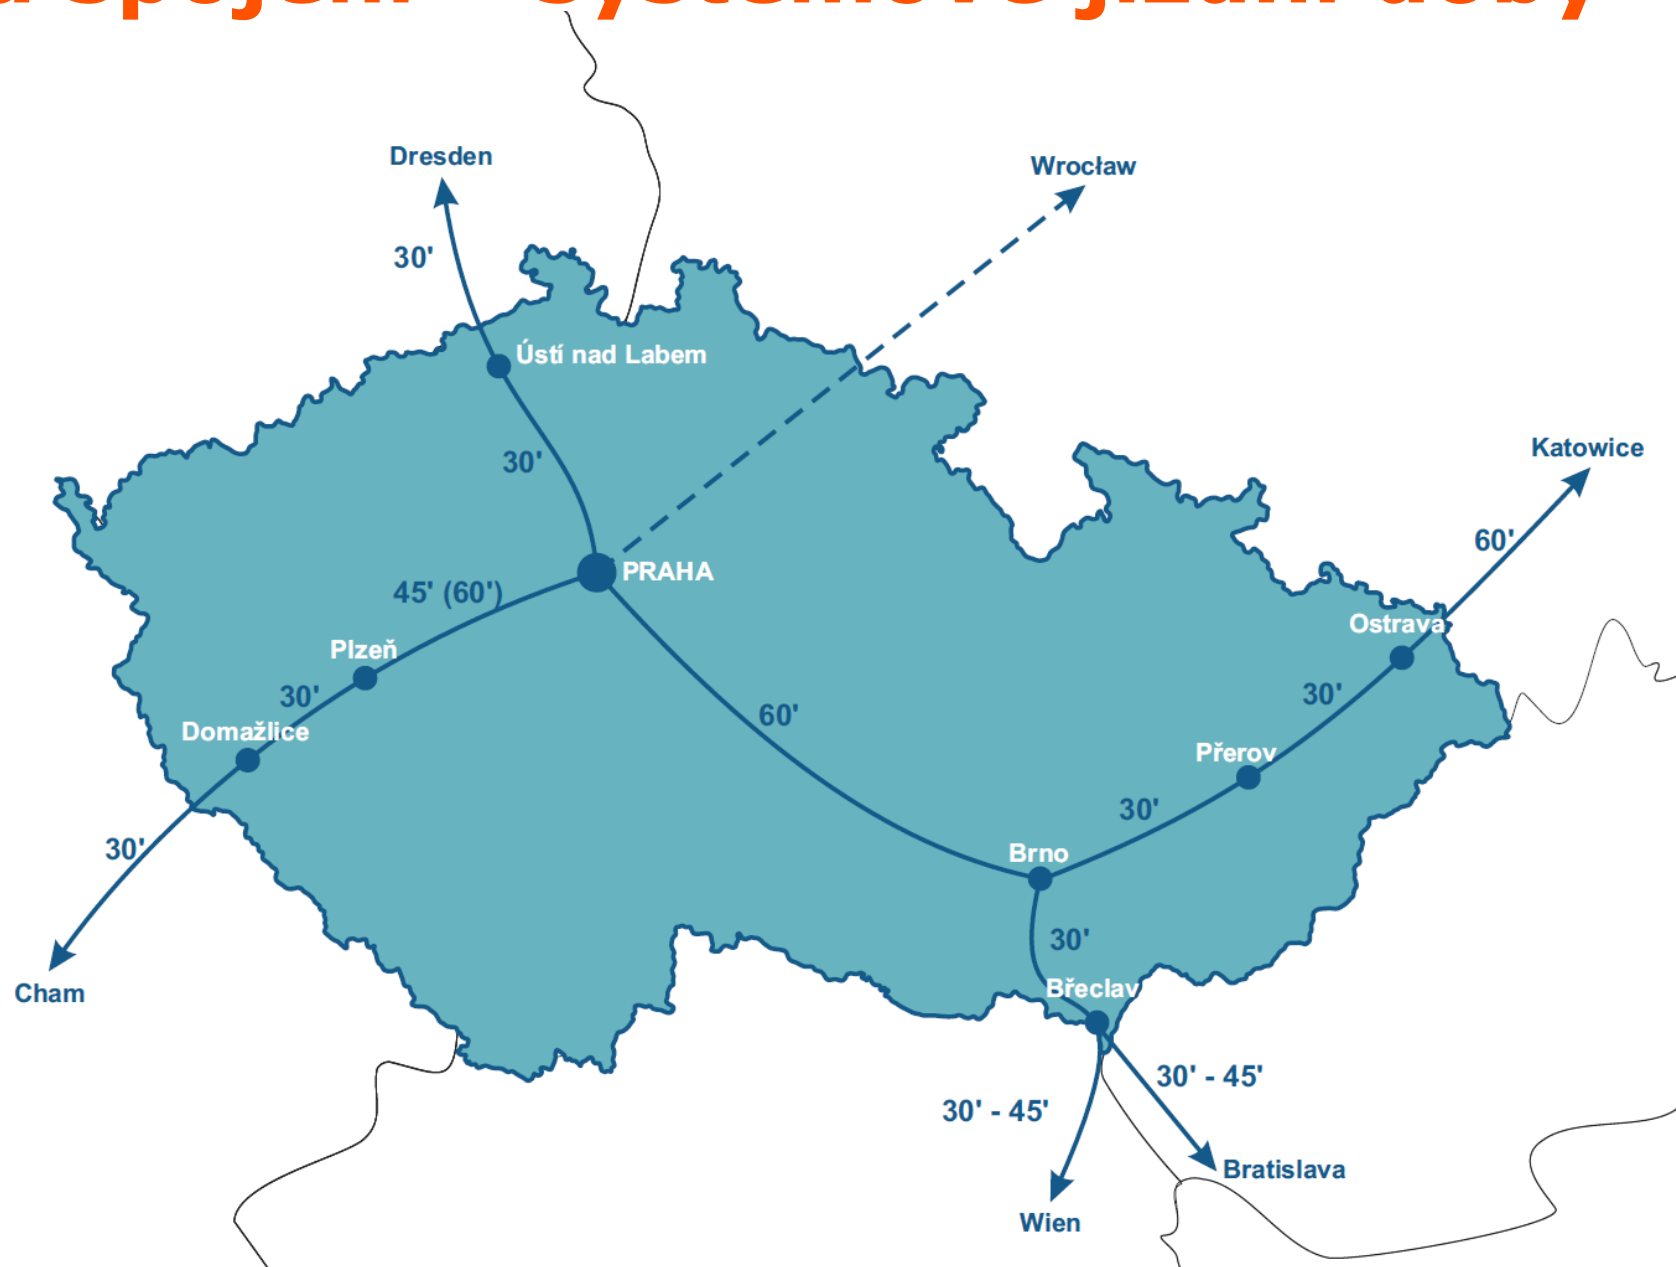 Dresden
Wrocław
30'
Ústí nad Labem
30'
Katowice
60'
PRAHA
45' (60')
Ostrava
Plzeň
30'
30'
Domažlice
60'
Přerov
30'
30'
Brno
30'
Břeclav
Cham
30' - 45'
30' - 45'
Bratislava
Wien